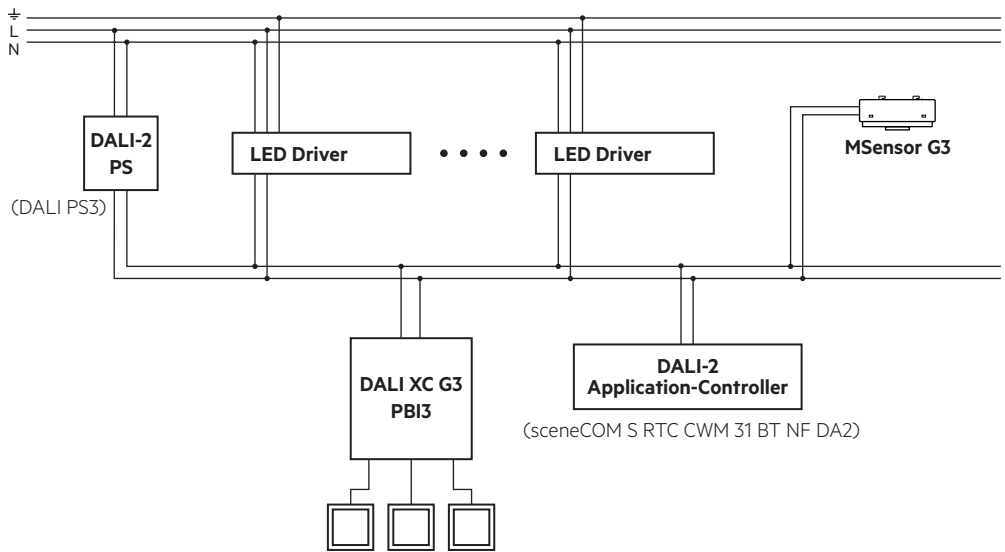 L
N
DALI-2
PS
(DALI PS3)
LED Driver
LED Driver
MSensor G3
DALI XC G3
PBI3
DALI-2
Application-Controller
(sceneCOM S RTC CWM 31 BT NF DA2)